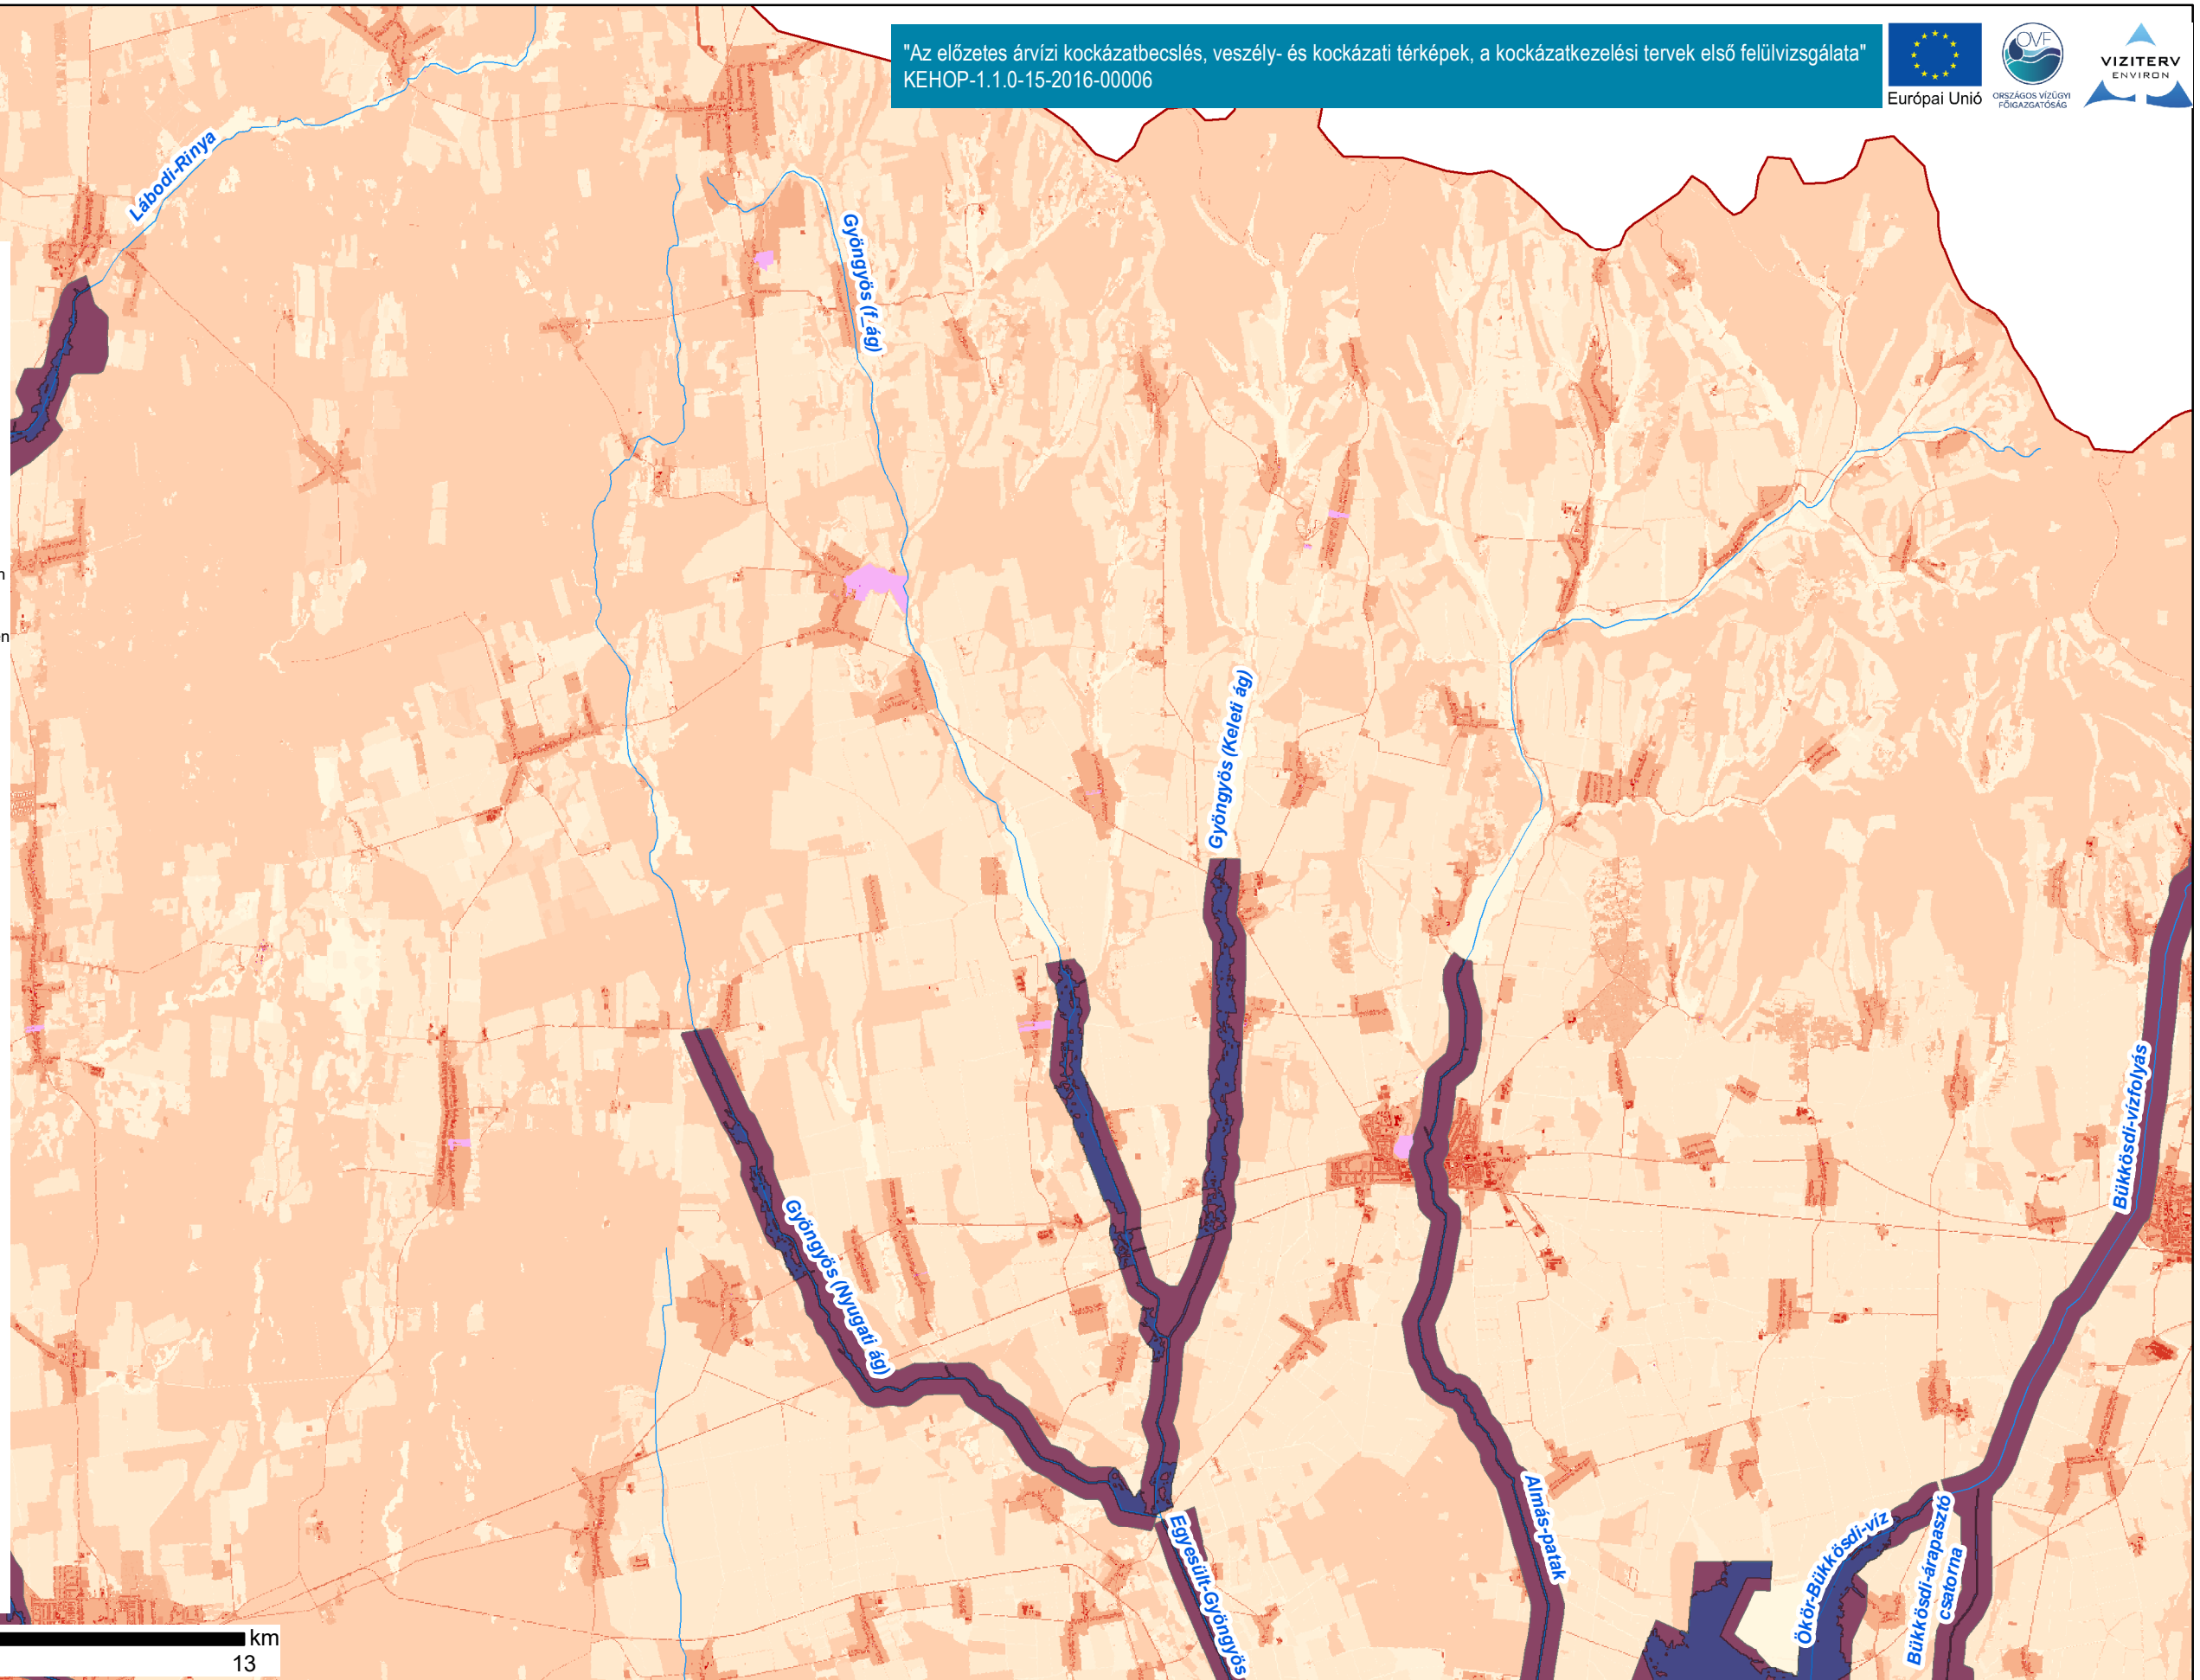 "Az előzetes árvízi kockázatbecslés, veszély- és kockázati térképek, a kockázatkezelési tervek első felülvizsgálata"
KEHOP-1.1.0-15-2016-00006
Európai Unió
OVF
ORSZÁGOS VÍZÜGYI
FŐIGAZGATÓSÁG
VIZITERV
ENVIRON
Lábodi-Rinya
Gyöngyös (f_ág)
Gyöngyös (Keleti ág)
Gyöngyös (Nyugati ág)
Bükkösdi-vízfolyás
Almás-patak
Egyesült-Gyöngyös
Ökör-Bükkösdi-víz
Bükkösdi-árapasztó
csatorna
km
13